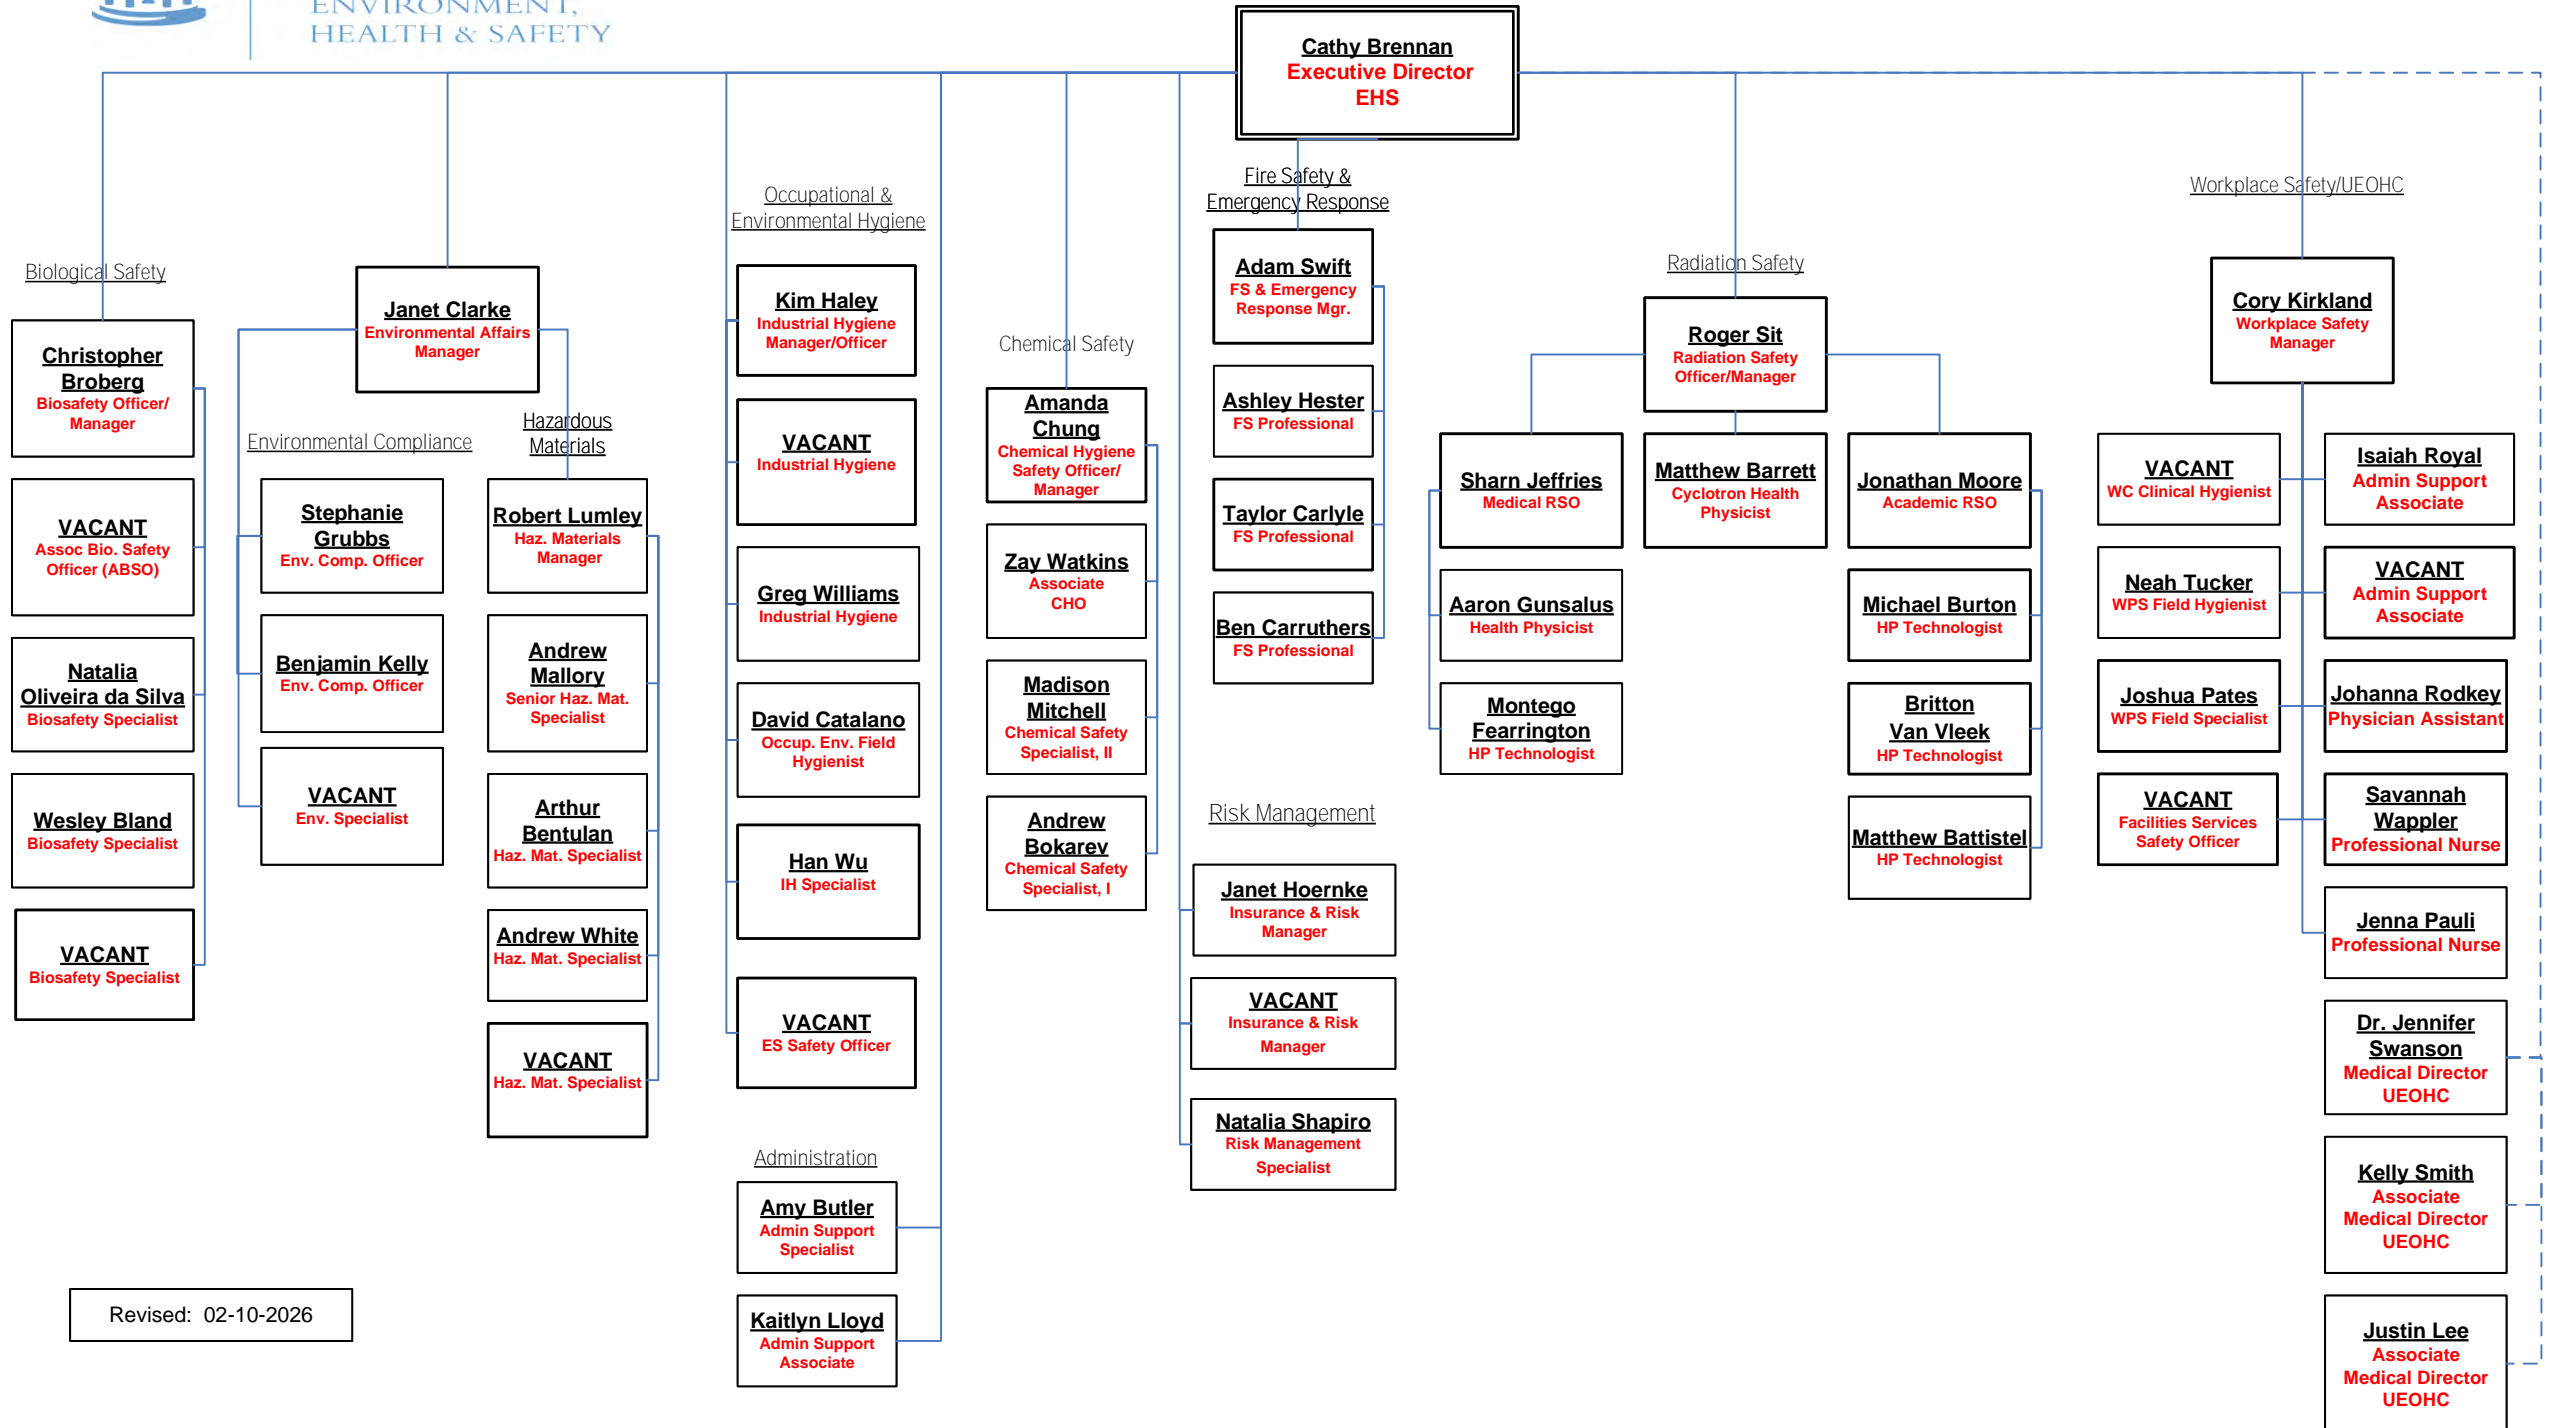 ENVIRONMENT,
HEALTH & SAFETY
Cathy Brennan
Executive Director
EHS
Biological Safety
Christopher
Broberg
Biosafety Officer/
Manager
VACANT
Assoc Bio. Safety
Officer (ABSO)
Natalia
Oliveira da Silva
Biosafety Specialist
Wesley Bland
Biosafety Specialist
VACANT
Biosafety Specialist
Janet Clarke
Environmental Affairs
Manager
Environmental Compliance
Stephanie
Grubbs
Env. Comp. Officer
Benjamin Kelly
Env. Comp. Officer
VACANT
Env. Specialist
Hazardous
Materials
Robert Lumley
Haz. Materials
Manager
Andrew
Mallory
Senior Haz. Mat.
Specialist
Arthur
Bentulan
Haz. Mat. Specialist
Andrew White
Haz. Mat. Specialist
VACANT
Haz. Mat. Specialist
Occupational &
Environmental Hygiene
Kim Haley
Industrial Hygiene
Manager/Officer
VACANT
Industrial Hygiene
Greg Williams
Industrial Hygiene
David Catalano
Occup. Env. Field
Hygienist
Han Wu
IH Specialist
VACANT
ES Safety Officer
Administration
Amy Butler
Admin Support
Specialist
Kaitlyn Lloyd
Admin Support
Associate
Chemical Safety
Amanda
Chung
Chemical Hygiene
Safety Officer/
Manager
Zay Watkins
Associate
CHO
Madison
Mitchell
Chemical Safety
Specialist, II
Andrew
Bokarev
Chemical Safety
Specialist, I
Fire Safety &
Emergency Response
Adam Swift
FS & Emergency
Response Mgr.
Ashley Hester
FS Professional
Taylor Carlyle
FS Professional
Ben Carruthers
FS Professional
Risk Management
Janet Hoernke
Insurance & Risk
Manager
VACANT
Insurance & Risk
Manager
Natalia Shapiro
Risk Management
Specialist
Radiation Safety
Roger Sit
Radiation Safety
Officer/Manager
Sharn Jeffries
Medical RSO
Aaron Gunsalus
Health Physicist
Montego
Fearrington
HP Technologist
Matthew Barrett
Cyclotron Health
Physicist
Jonathan Moore
Academic RSO
Michael Burton
HP Technologist
Britton
Van Vleek
HP Technologist
Matthew Battistel
HP Technologist
Workplace Safety/UEOHC
Cory Kirkland
Workplace Safety
Manager
VACANT
WC Clinical Hygienist
Neah Tucker
WPS Field Hygienist
Joshua Pates
WPS Field Specialist
VACANT
Facilities Services
Safety Officer
Isaiah Royal
Admin Support
Associate
VACANT
Admin Support
Associate
Johanna Rodkey
Physician Assistant
Savannah
Wappler
Professional Nurse
Jenna Pauli
Professional Nurse
Dr. Jennifer
Swanson
Medical Director
UEOHC
Kelly Smith
Associate
Medical Director
UEOHC
Justin Lee
Associate
Medical Director
UEOHC
Revised: 02-10-2026